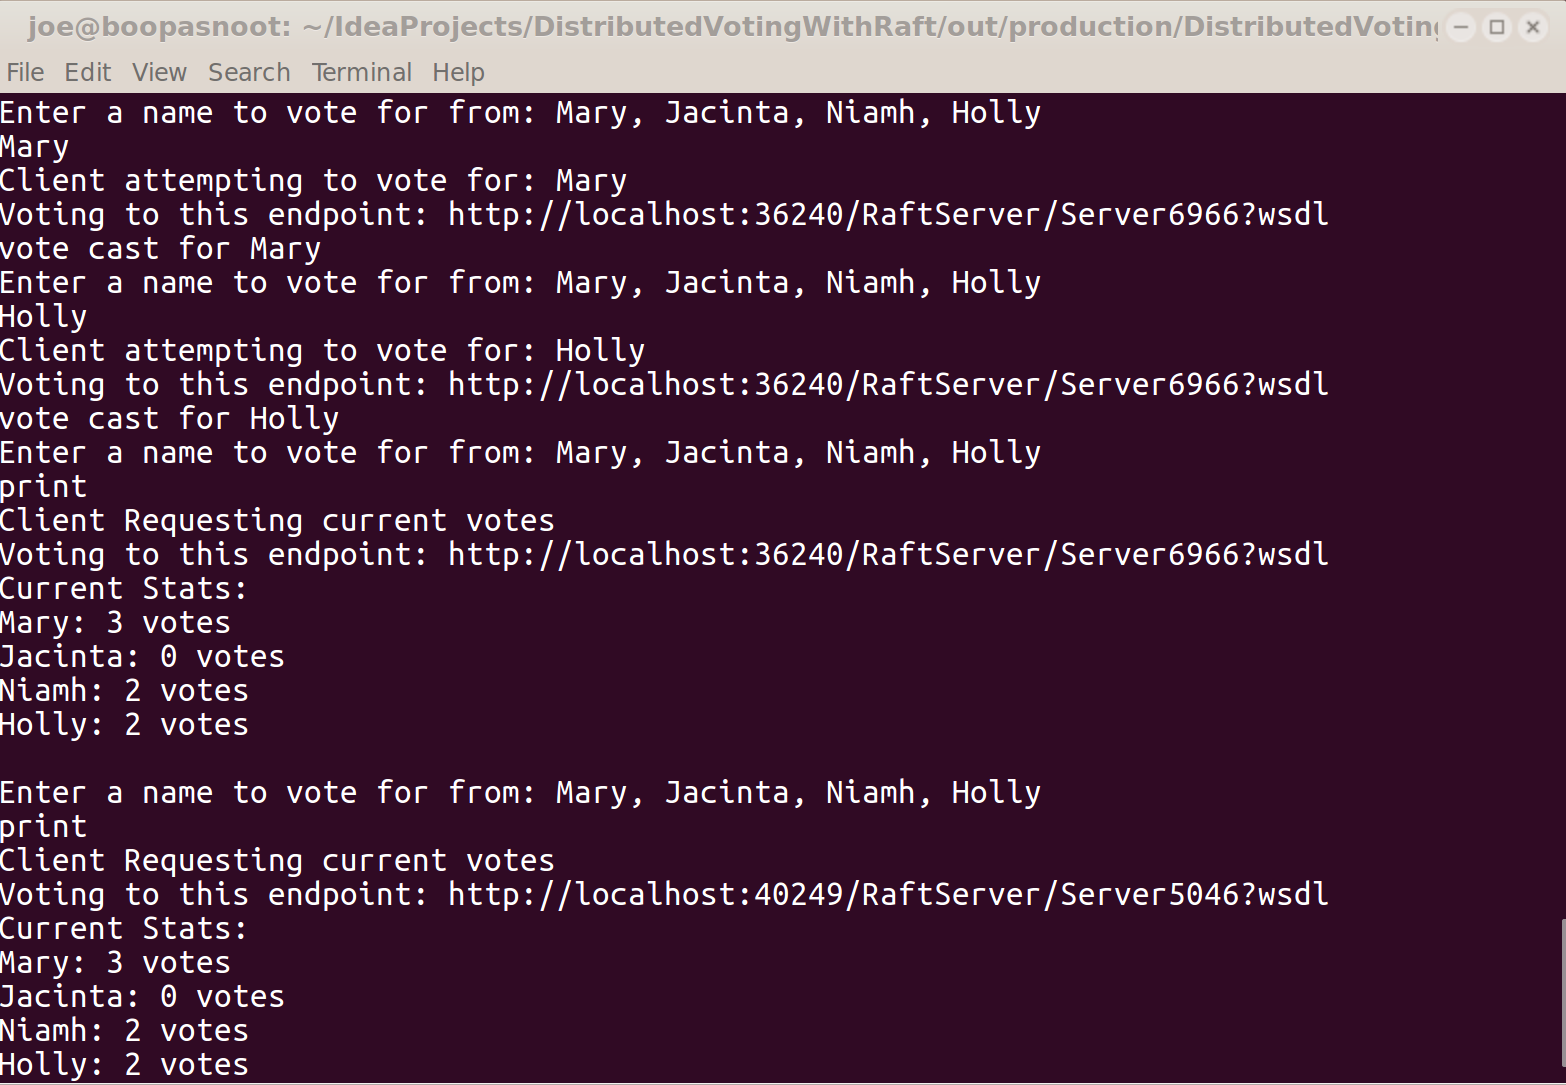 joe@boopasnoot: ~/IdeaProjects/DistributedVotingWithRaft/out/production/DistributedVoting
File Edit View Search Terminal Help
Enter a name to vote for from: Mary, Jacinta, Niamh, Holly
Mary
Client attempting to vote for: Mary
Voting to this endpoint: http://localhost:36240/RaftServer/Server6966?wsdl
vote cast for Mary
Enter a name to vote for from: Mary, Jacinta, Niamh, Holly
Holly
Client attempting to vote for: Holly
Voting to this endpoint: http://localhost:36240/RaftServer/Server6966?wsdl
vote cast for Holly
Enter a name to vote for from: Mary, Jacinta, Niamh, Holly
print
Client Requesting current votes
Voting to this endpoint: http://localhost:36240/RaftServer/Server6966?wsdl
Current Stats:
Mary: 3 votes
Jacinta: 0 votes
Niamh: 2 votes
Holly: 2 votes
Enter a name to vote for from: Mary, Jacinta, Niamh, Holly
print
Client Requesting current votes
Voting to this endpoint: http://localhost:40249/RaftServer/Server5046?wsdl
Current Stats:
Mary: 3 votes
Jacinta: 0 votes
Niamh: 2 votes
Holly: 2 votes